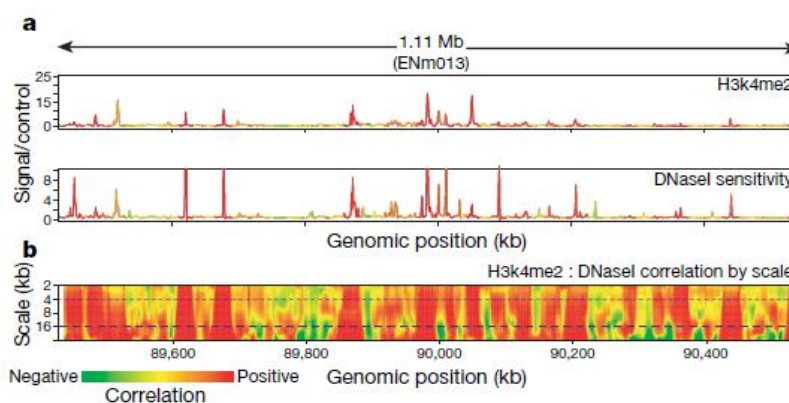 a
1.11 Mb
(ENm013)
H3k4me2
25
15
0
Signal/control
DNaseI sensitivity
8
4
0
Genomic position (kb)
b
H3k4me2 : DNaseI correlation by scale
Scale (kb)
2
4
8
16
89,600 89,800 90,000 90,200 90,400
Negative Positive
Correlation
Genomic position (kb)